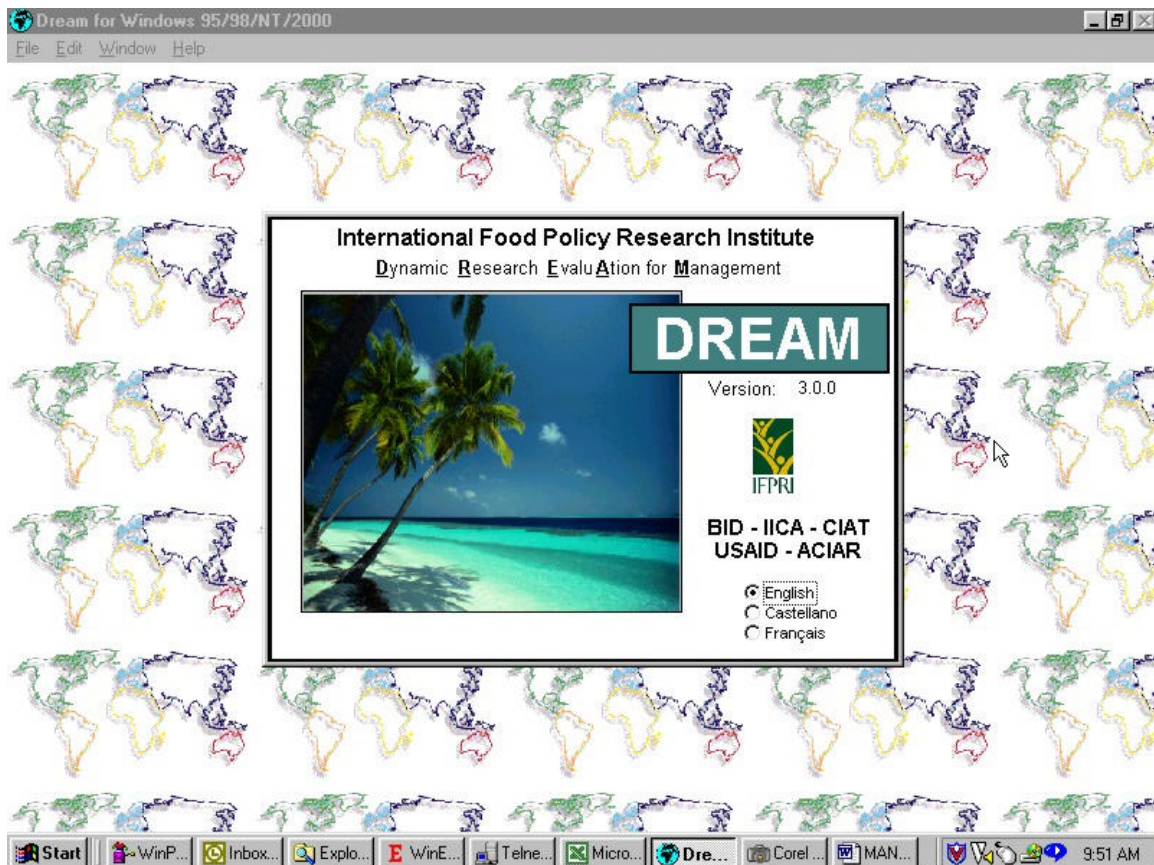 Dream for Windows 95/98/NT/2000
File Edit Window Help
International Food Policy Research Institute
Dynamic Research EvaluAtion for Management
DREAM
Version: 3.0.0
IFPRI
BID - IICA - CIAT
USAID - ACIAR
English
Castellano
Français
Start WinP... Inbox... Explo... WinE... Telne... Micro... Dre... Corel ... MAN... 9:51 AM